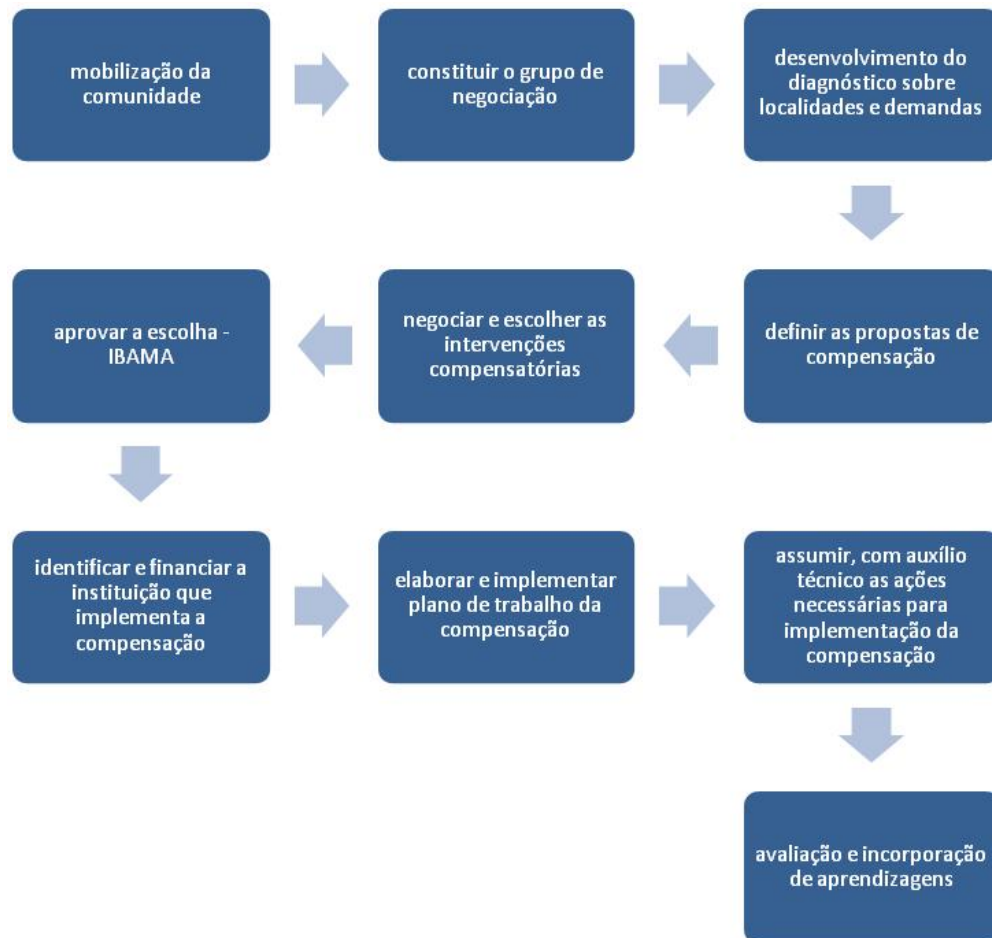 mobilização da
comunidade
constituir o grupo de
negociação
desenvolvimento do
diagnóstico sobre
localidades e demandas
definir as propostas de
compensação
negociar e escolher as
intervenções
compensatórias
aprovar a escolha -
IBAMA
identificar e financiar a
instituição que
implementa a
compensação
elaborar e implementar
plano de trabalho da
compensação
assumir, com auxílio
técnico as ações
necessárias para
implementação da
compensação
avaliação e incorporação
de aprendizagens